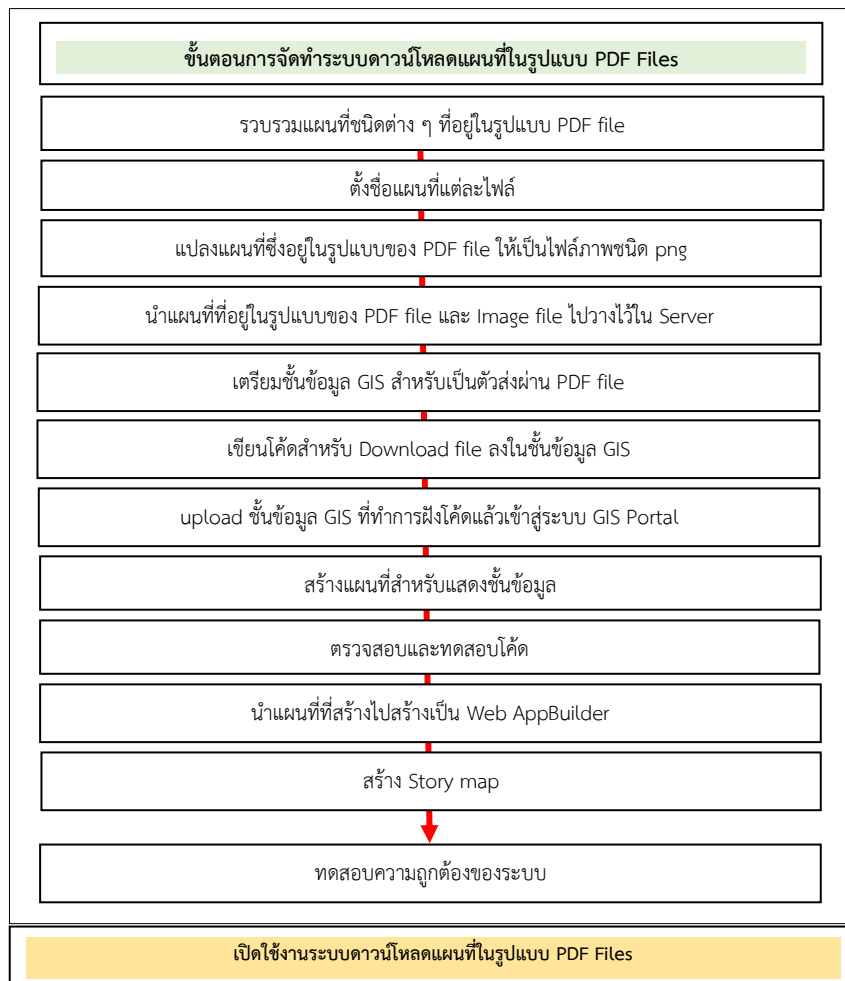 ขั้นตอนการจัดทำระบบดาวน์โหลดแผนที่ในรูปแบบ PDF Files
รวบรวมแผนที่ชนิดต่าง ๆ ที่อยู่ในรูปแบบ PDF file
ตั้งชื่อแผนที่แต่ละไฟล์
แปลงแผนที่ซึ่งอยู่ในรูปแบบของ PDF file ให้เป็นไฟล์ภาพชนิด png
นำแผนที่ที่อยู่ในรูปแบบของ PDF file และ Image file ไปวางไว้ใน Server
เตรียมชั้นข้อมูล GIS สำหรับเป็นตัวส่งผ่าน PDF file
เขียนโค้ดสำหรับ Download file ลงในชั้นข้อมูล GIS
upload ชั้นข้อมูล GIS ที่ทำการฝังโค้ดแล้วเข้าสู่ระบบ GIS Portal
สร้างแผนที่สำหรับแสดงชั้นข้อมูล
ตรวจสอบและทดสอบโค้ด
นำแผนที่ที่สร้างไปสร้างเป็น Web AppBuilder
สร้าง Story map
ทดสอบความถูกต้องของระบบ
เปิดใช้งานระบบดาวน์โหลดแผนที่ในรูปแบบ PDF Files